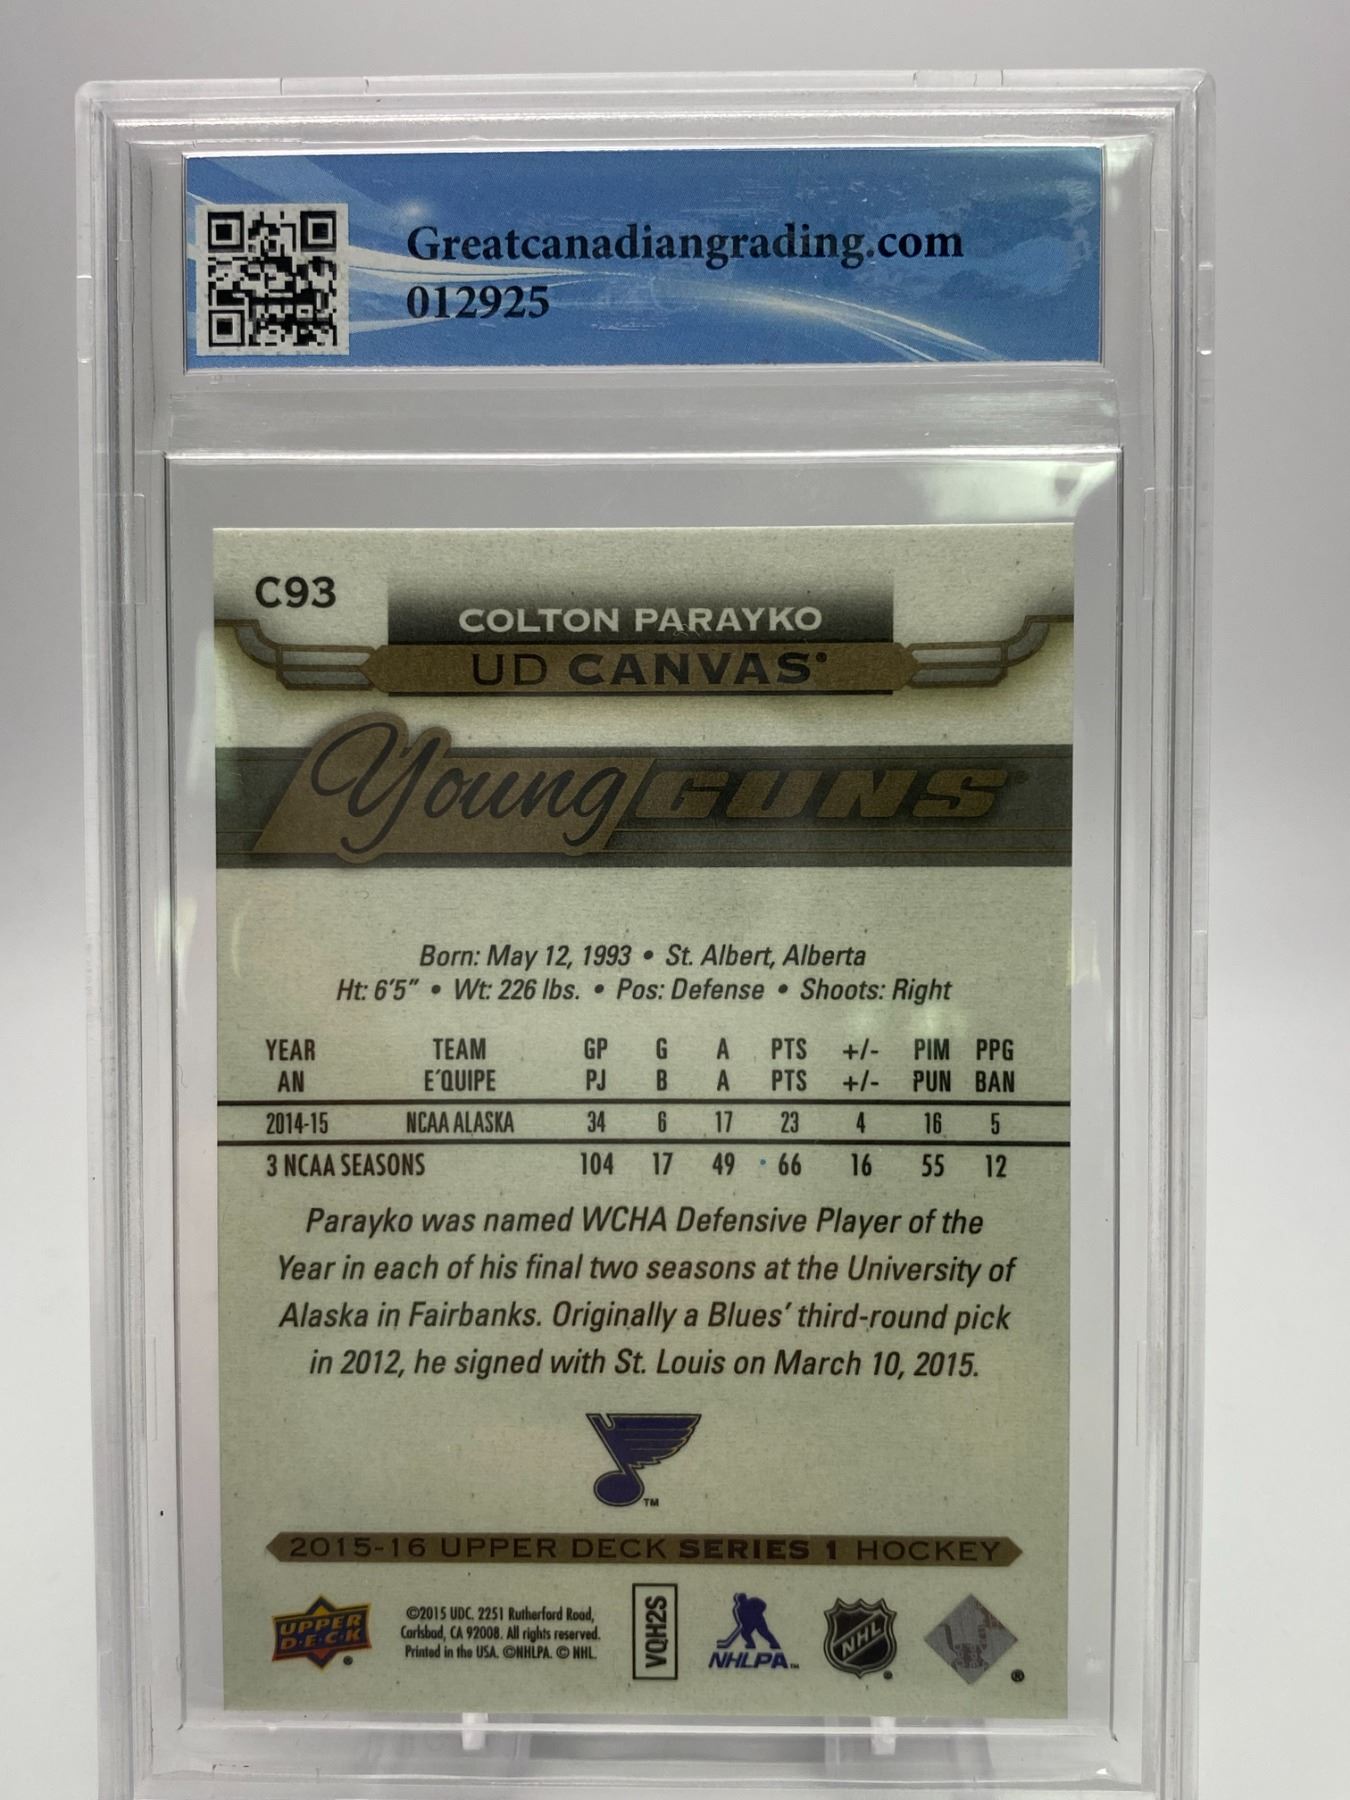 Greatcanadiangrading.com
012925
C93
COLTON PARAYKO
UD CANVAS®
Young GUNS
Born: May 12, 1993 • St. Albert, Alberta
Ht: 6'5" • Wt: 226 lbs. • Pos: Defense • Shoots: Right
YEAR TEAM GP G A PTS +/- PIM PPG
AN E'QUIPE PJ B A PTS +/- PUN BAN
2014-15 NCAA ALASKA 34 6 17 23 4 16 5
3 NCAA SEASONS 104 17 49 66 16 55 12
Parayko was named WCHA Defensive Player of the
Year in each of his final two seasons at the University of
Alaska in Fairbanks. Originally a Blues' third-round pick
in 2012, he signed with St. Louis on March 10, 2015.
TM
2015-16 UPPER DECK SERIES 1 HOCKEY
UPPER
DECK
®
©2015 UDC. 2251 Rutherford Road,
Carlsbad, CA 92008. All rights reserved.
Printed in the USA. ©NHLPA. © NHL.
VQH2S
NHLPA™
NHL
®
®